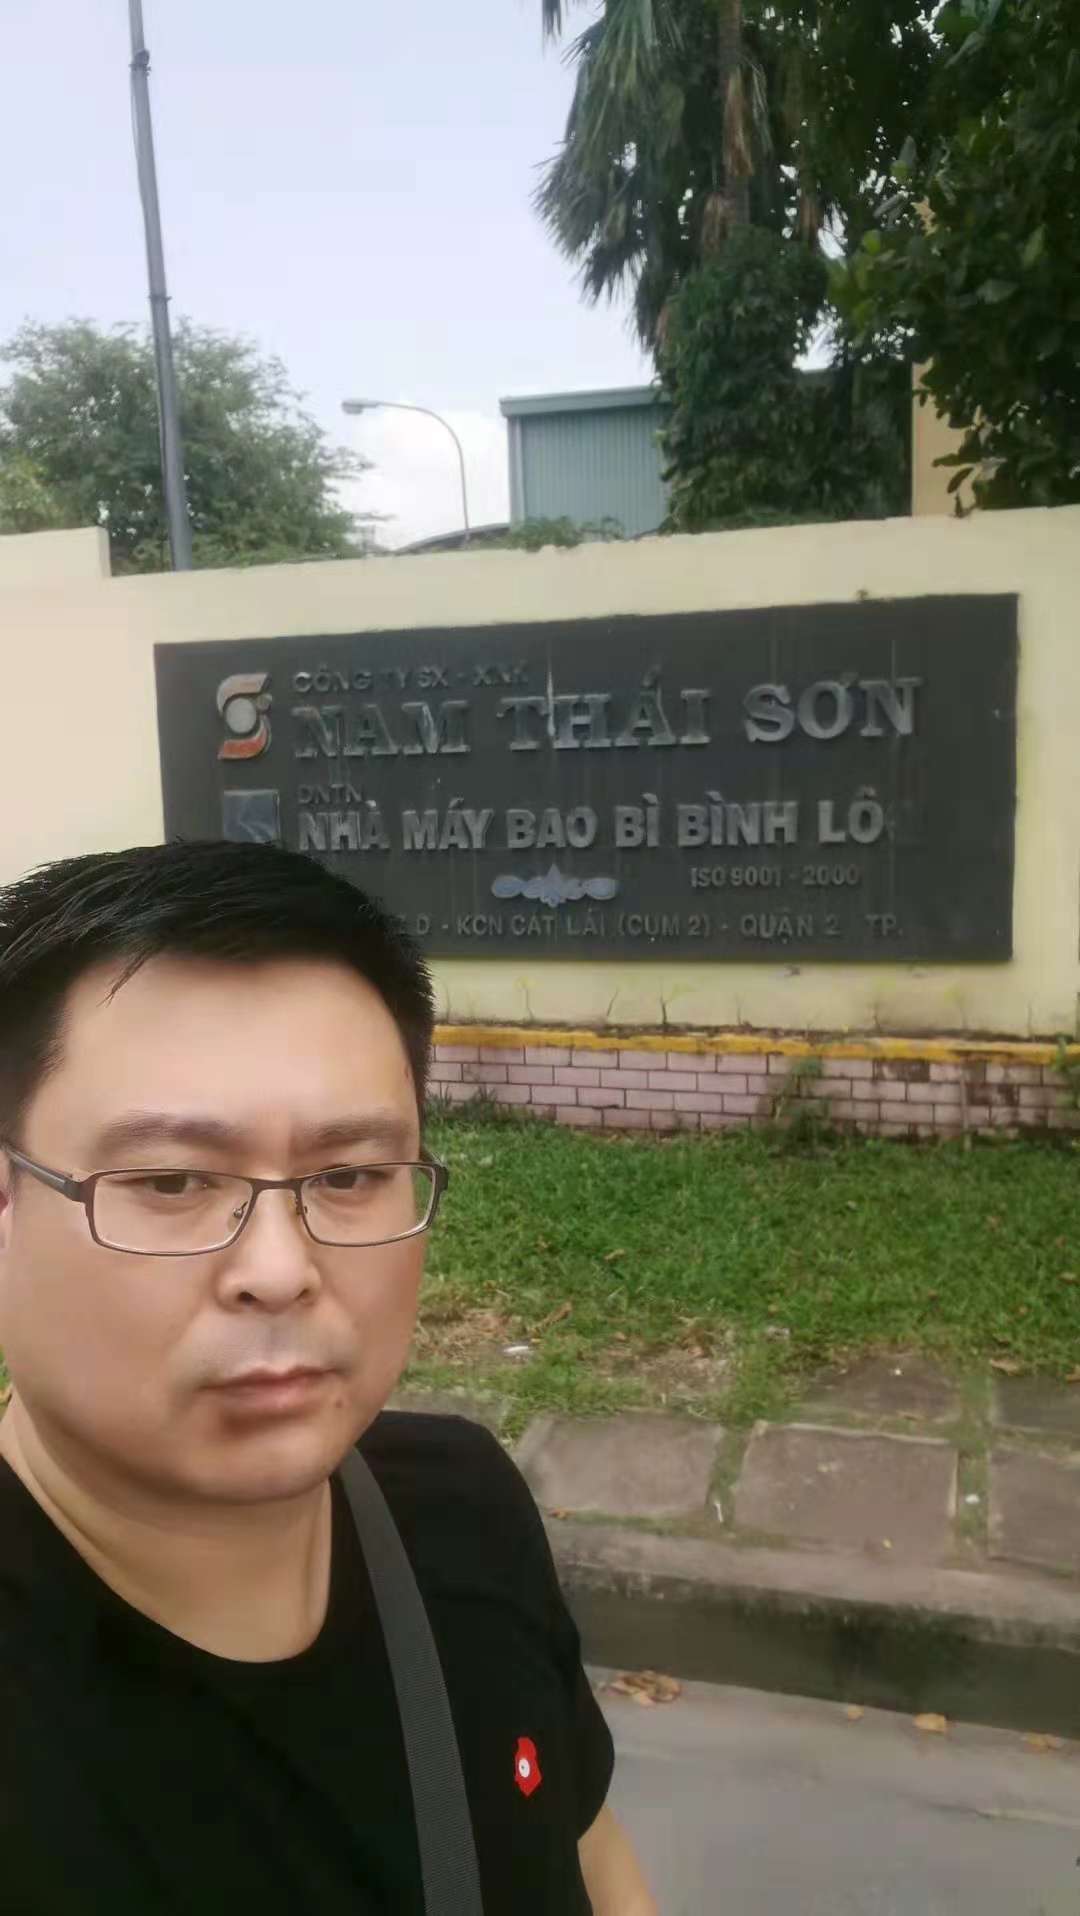 CÔNG TY SX - XNK
NAM THÁI SƠN
DNTN
NHÀ MÁY BAO BÌ BÌNH LÔ
ISO 9001 - 2000
D - KCN CÁT LÁI (CỤM 2) - QUẬN 2 TP.